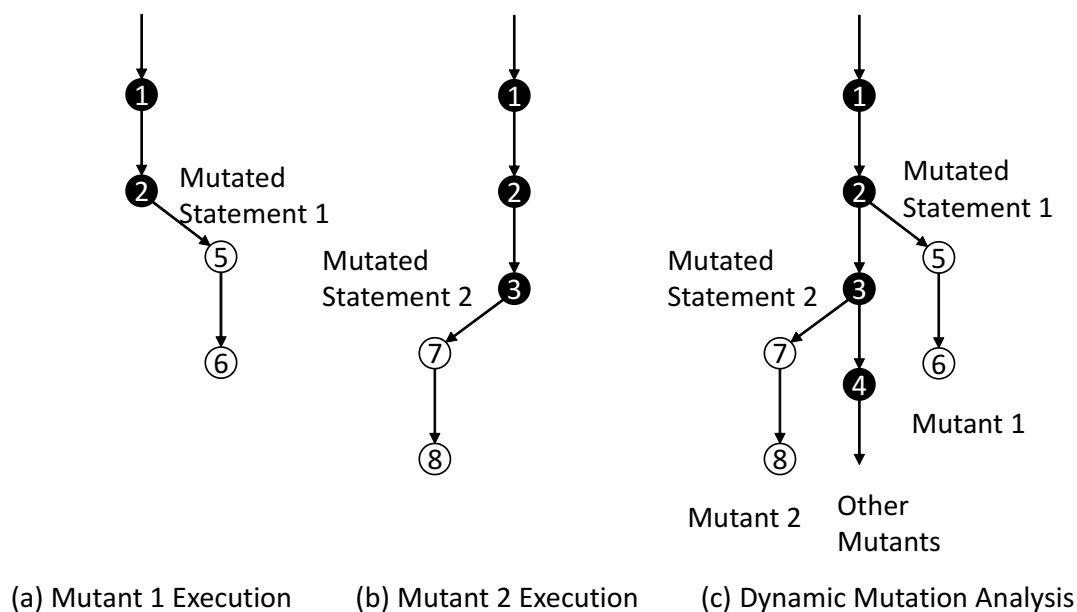 1
2
Mutated
Statement 1
5
6
(a) Mutant 1 Execution
1
2
Mutated
Statement 2
3
7
8
(b) Mutant 2 Execution
1
2
Mutated
Statement 1
5
Mutated
Statement 2
3
7
6
4
Mutant 1
8
Mutant 2
Other
Mutants
(c) Dynamic Mutation Analysis